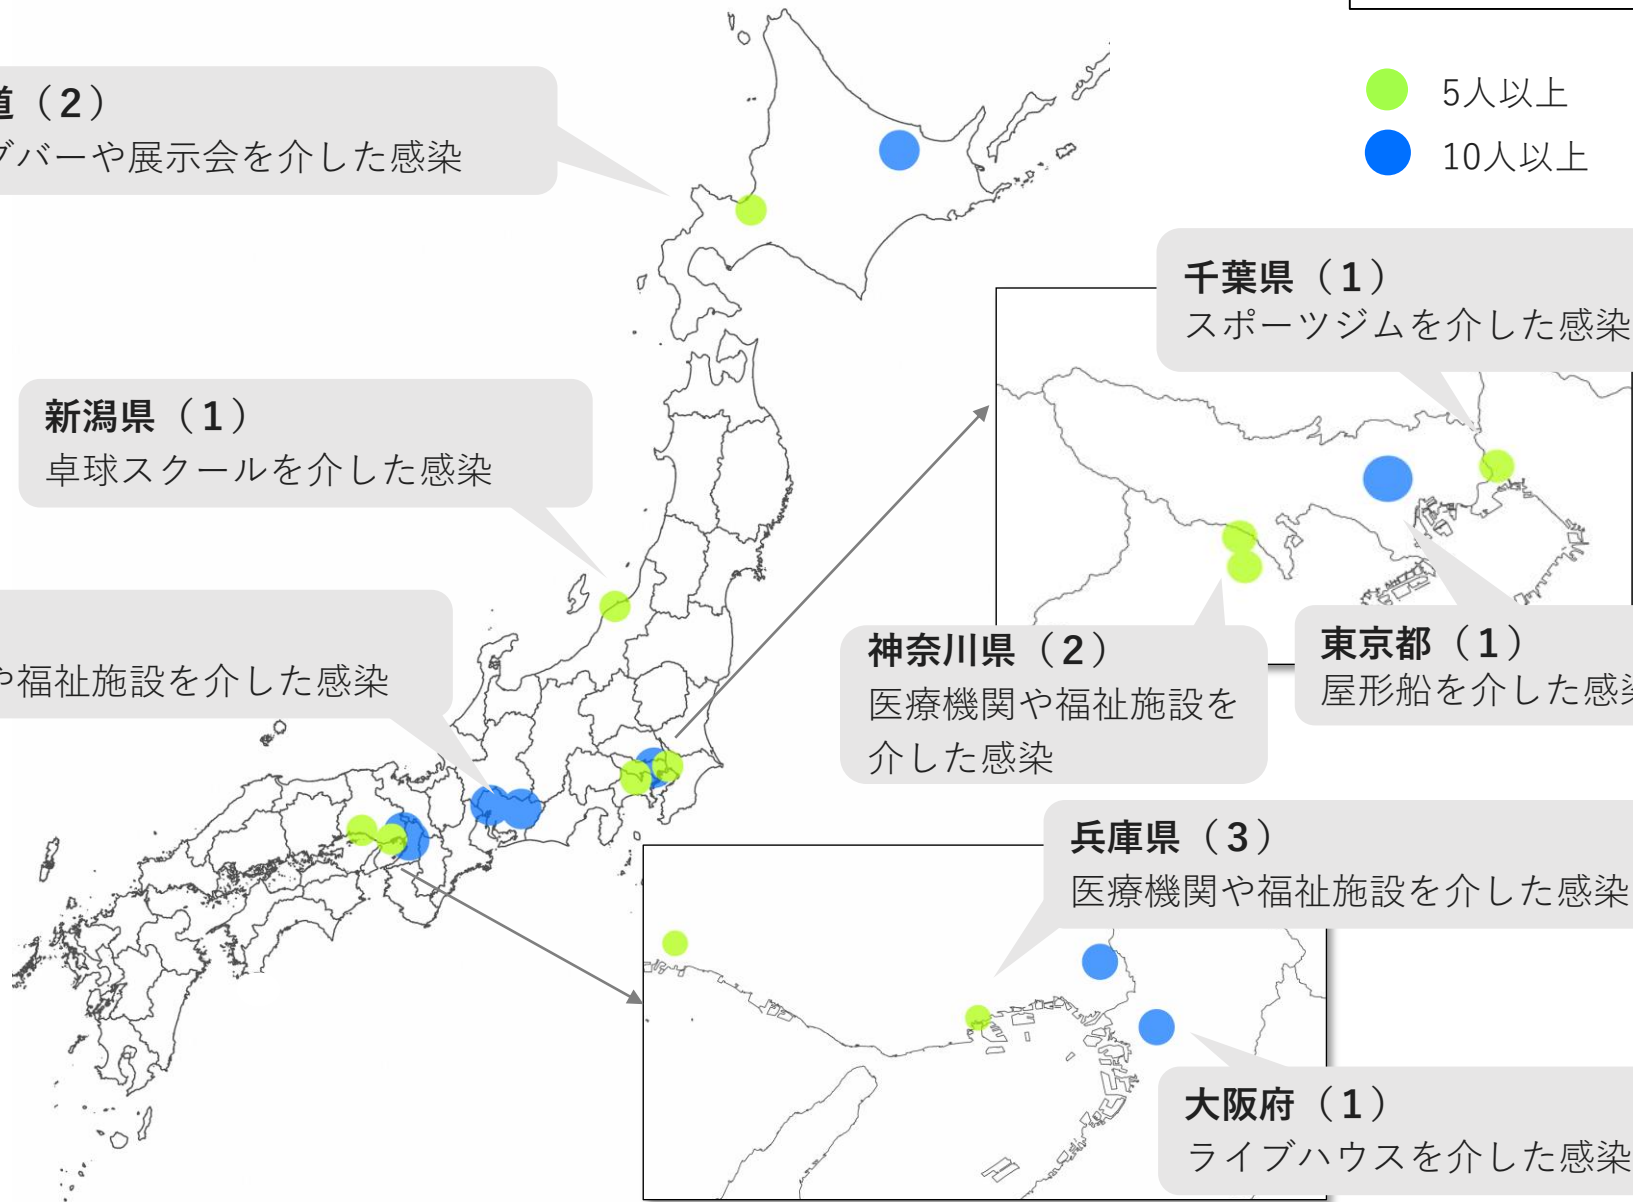 5人以上
10人以上
道（2）
ブバーや展示会を介した感染
千葉県（1）
スポーツジムを介した感染
新潟県（1）
卓球スクールを介した感染
や福祉施設を介した感染
神奈川県（2）
医療機関や福祉施設を
介した感染
東京都（1）
屋形船を介した感染
兵庫県（3）
医療機関や福祉施設を介した感染
大阪府（1）
ライブハウスを介した感染